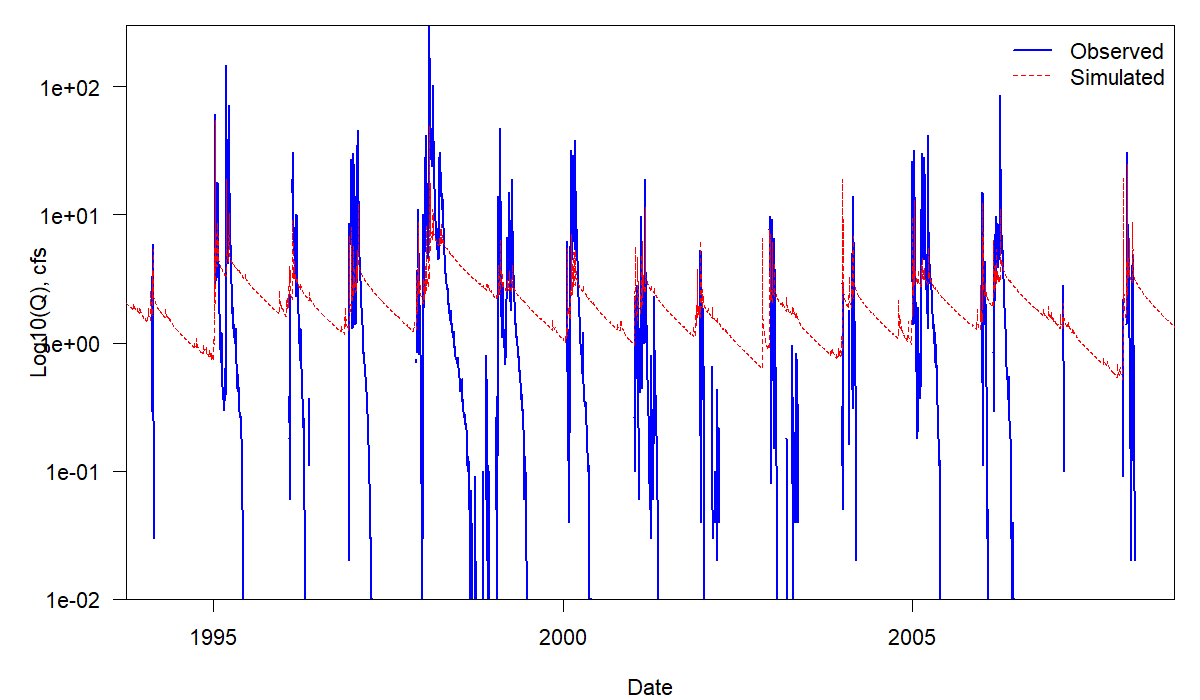 Observed
Simulated
1e+02
1e+01
1e+00
1e-01
1e-02
Log10(Q), cfs
1995
2000
2005
Date